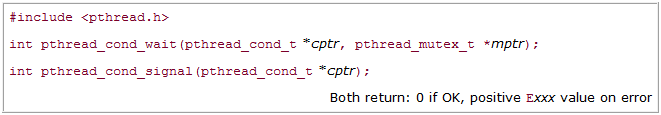 #include <pthread.h>
int pthread_cond_wait(pthread_cond_t *cptr, pthread_mutex_t *mptr);
int pthread_cond_signal(pthread_cond_t *cptr);
Both return: 0 if OK, positive Exxx value on error